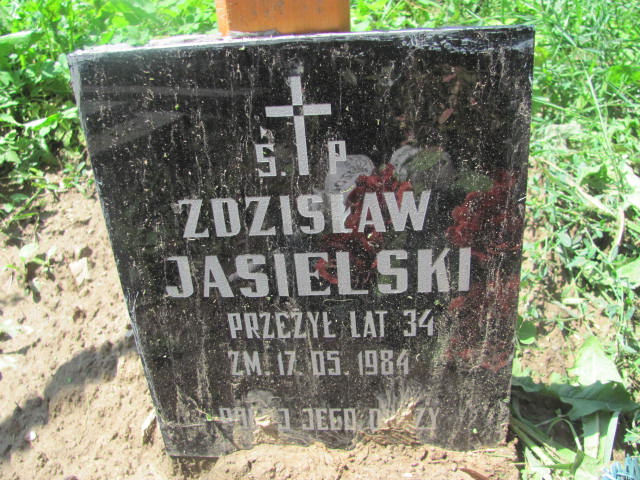 Ś. P
ZDZISŁAW
JASIELSKI
PRZEŻYŁ LAT 34
ZM. 17. 05. 1984
JEGO